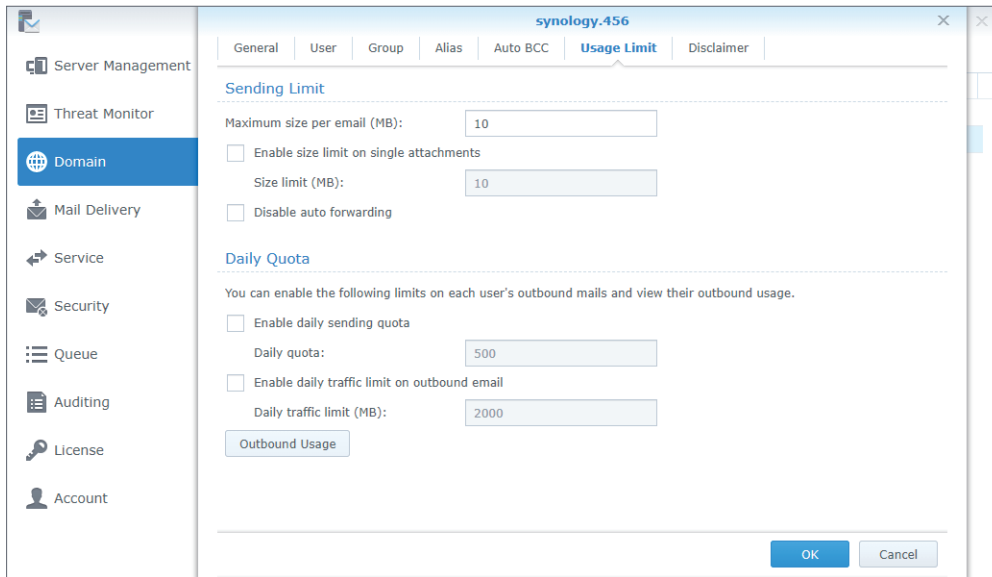 synology.456
General User Group Alias Auto BCC Usage Limit Disclaimer
Server Management
Threat Monitor
Domain
Mail Delivery
Service
Security
Queue
Auditing
License
Account
Sending Limit
Maximum size per email (MB): 10
Enable size limit on single attachments
Size limit (MB): 10
Disable auto forwarding
Daily Quota
You can enable the following limits on each user's outbound mails and view their outbound usage.
Enable daily sending quota
Daily quota: 500
Enable daily traffic limit on outbound email
Daily traffic limit (MB): 2000
Outbound Usage
OK Cancel